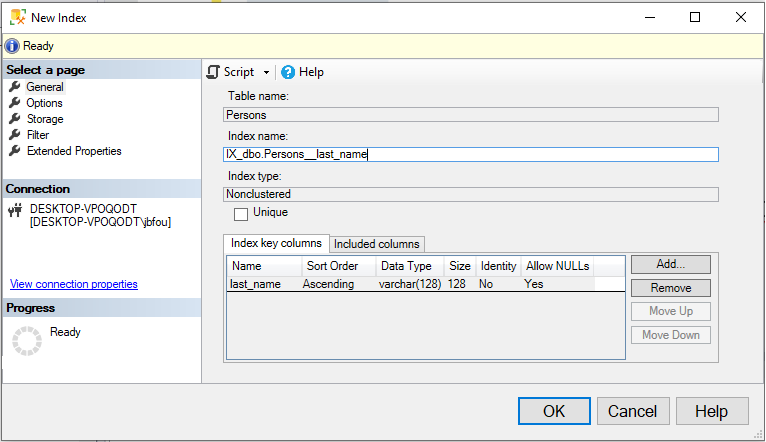 New Index
Ready
Select a page
General
Options
Storage
Filter
Extended Properties
Connection
DESKTOP-VPOQODT
[DESKTOP-VPOQODT\jbfou]
View connection properties
Progress
Ready
Script Help
Table name:
Persons
Index name:
IX_dbo.Persons__last_name
Index type:
Nonclustered
Unique
Index key columns Included columns
Name Sort Order Data Type Size Identity Allow NULLs
last_name Ascending varchar(128) 128 No Yes
Add...
Remove
Move Up
Move Down
OK Cancel Help